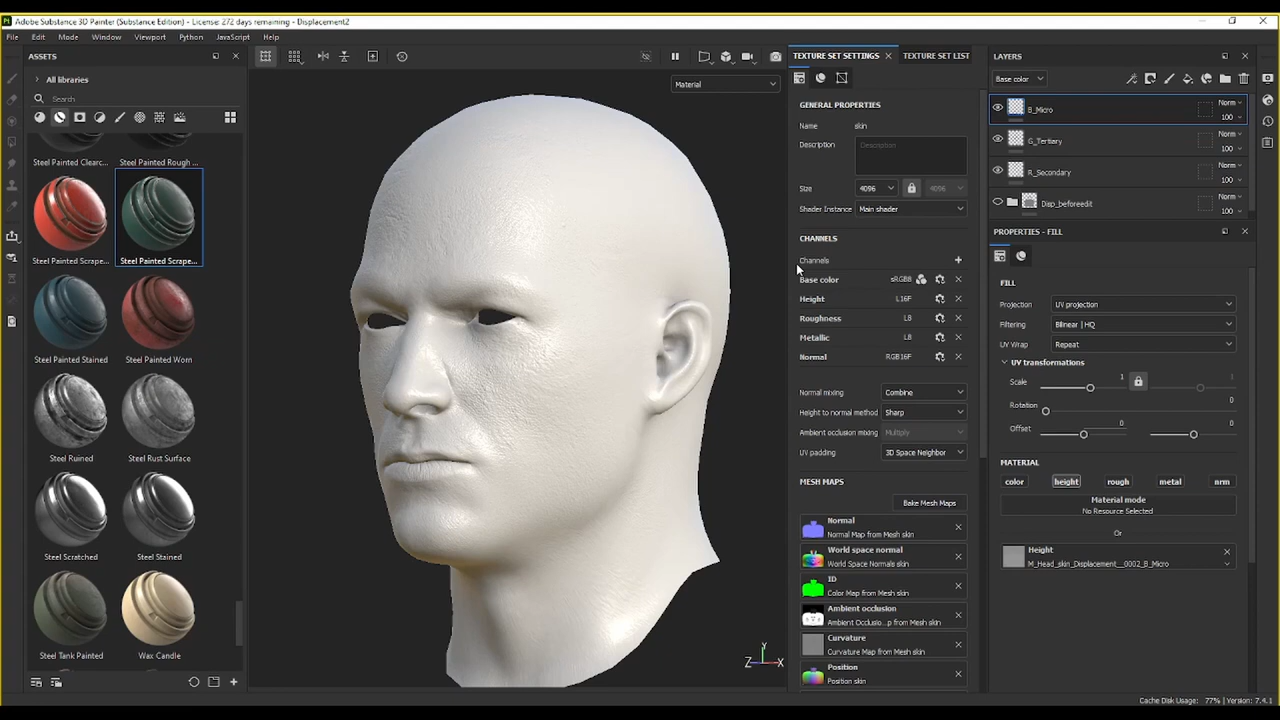 Adobe Substance 3D Painter (Substance Edition) - License: 272 days remaining - Displacement2
File Edit Mode Window Viewport Python JavaScript Help
ASSETS
All libraries
Search
Steel Painted Clearc... Steel Painted Rough ...
Steel Painted Scrape... Steel Painted Scrape...
Steel Painted Stained Steel Painted Worn
Steel Ruined Steel Rust Surface
Steel Scratched Steel Stained
Steel Tank Painted Wax Candle
Material
Y
Z X
TEXTURE SET SETTINGS TEXTURE SET LIST
GENERAL PROPERTIES
Name skin
Description Description
Size 4096 4096
Shader Instance Main shader
CHANNELS
Channels
Base color sRGB8
Height L16F
Roughness L8
Metallic L8
Normal RGB16F
Normal mixing Combine
Height to normal method Sharp
Ambient occlusion mixing Multiply
UV padding 3D Space Neighbor
MESH MAPS
Bake Mesh Maps
Normal
Normal Map from Mesh skin
World space normal
World Space Normals skin
ID
Color Map from Mesh skin
Ambient occlusion
Ambient Occlusio...p from Mesh skin
Curvature
Curvature Map from Mesh skin
Position
Position skin
LAYERS
Base color
B_Micro Norm 100
G_Tertiary Norm 100
R_Secondary Norm 100
Disp_beforeedit Norm 100
PROPERTIES - FILL
FILL
Projection UV projection
Filtering Bilinear | HQ
UV Wrap Repeat
UV transformations
Scale 1 1
Rotation 0
Offset 0 0
MATERIAL
color height rough metal nrm
Material mode
No Resource Selected
Or
Height
M_Head_skin_Displacement__0002_B_Micro
Cache Disk Usage: 77% | Version: 7.4.1